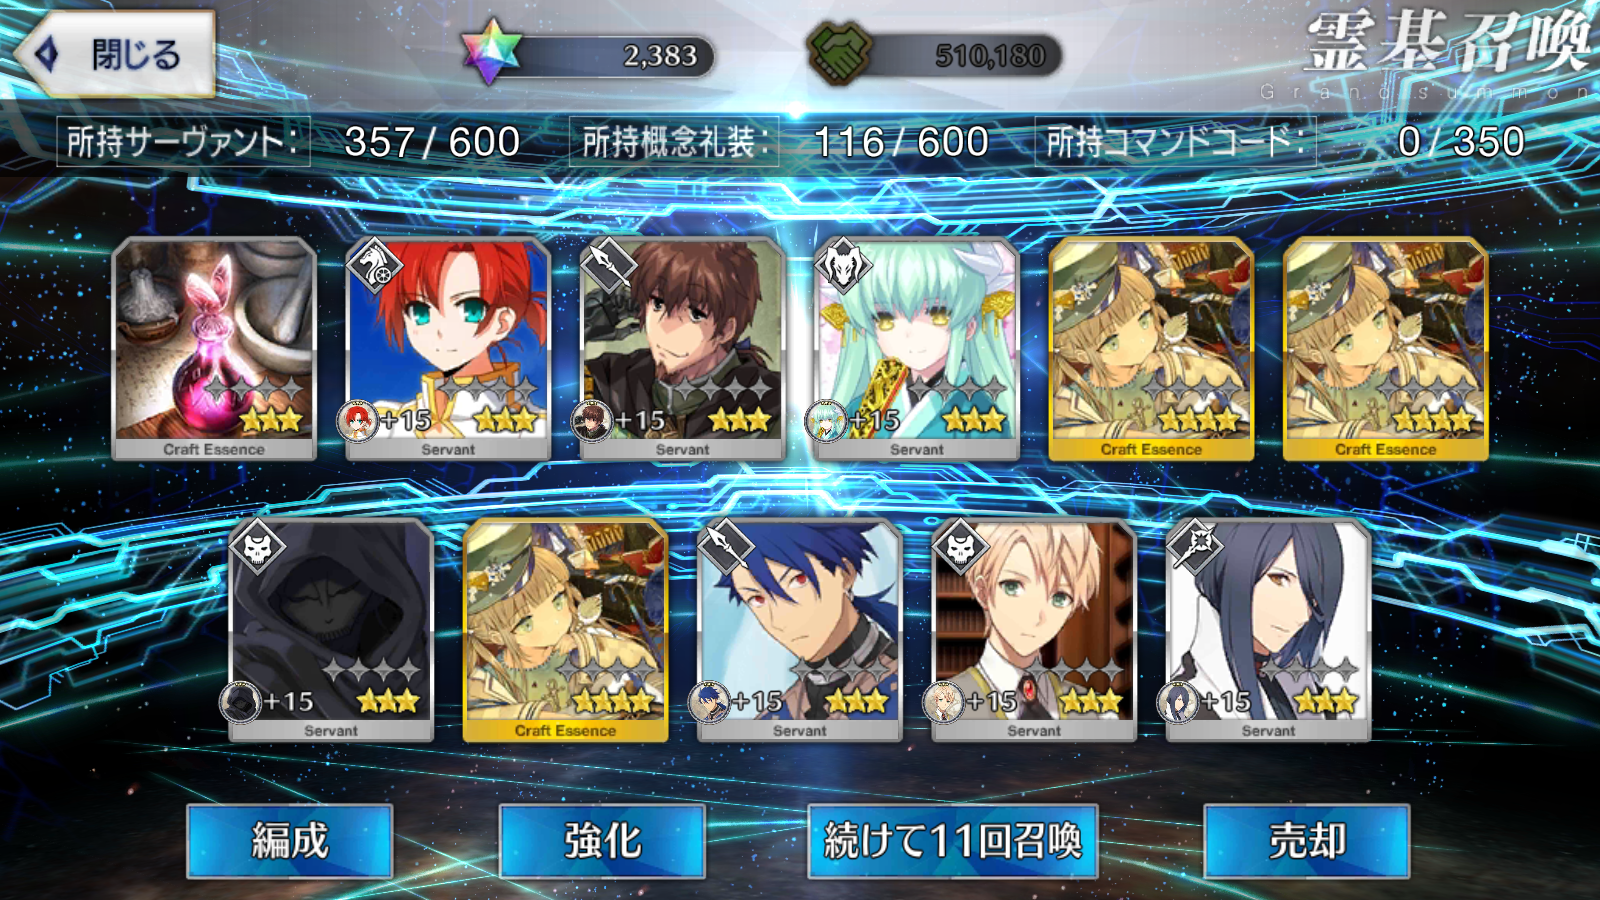 閉じる
2,383
510,180
霊基召喚
Grand summon
所持サーヴァント: 357 / 600
所持概念礼装: 116 / 600
所持コマンドコード: 0 / 350
Craft Essence
+15
Servant
+15
Servant
+15
Servant
Craft Essence
Craft Essence
+15
Servant
Craft Essence
+15
Servant
+15
Servant
+15
Servant
編成
強化
続けて11回召喚
売却